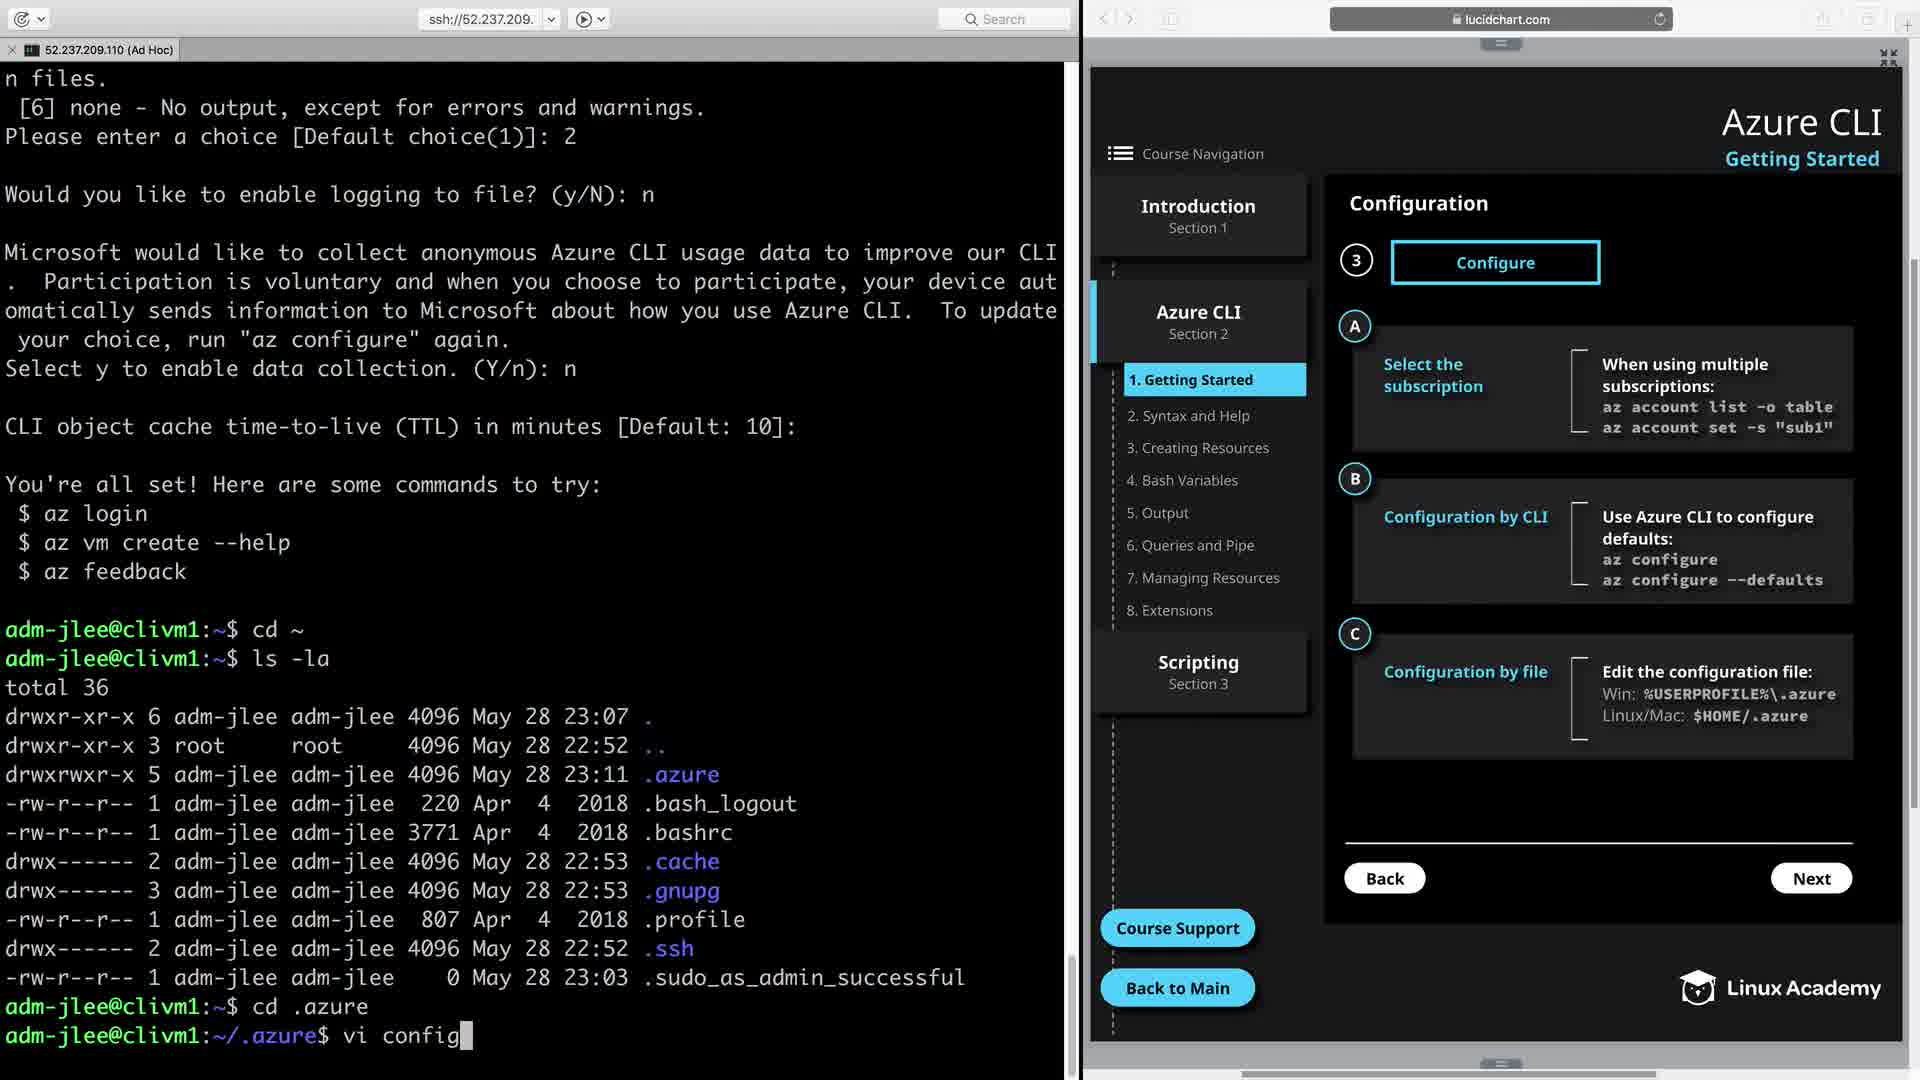 ssh://52.237.209.
Search
52.237.209.110 (Ad Hoc)
n files.
[6] none - No output, except for errors and warnings.
Please enter a choice [Default choice(1)]: 2
Would you like to enable logging to file? (y/N): n
Microsoft would like to collect anonymous Azure CLI usage data to improve our CLI
.  Participation is voluntary and when you choose to participate, your device aut
omatically sends information to Microsoft about how you use Azure CLI.  To update
your choice, run "az configure" again.
Select y to enable data collection. (Y/n): n
CLI object cache time-to-live (TTL) in minutes [Default: 10]:
You're all set! Here are some commands to try:
$ az login
$ az vm create --help
$ az feedback
adm-jlee@clivm1:~$ cd ~
adm-jlee@clivm1:~$ ls -la
total 36
drwxr-xr-x 6 adm-jlee adm-jlee 4096 May 28 23:07 .
drwxr-xr-x 3 root     root     4096 May 28 22:52 ..
drwxrwxr-x 5 adm-jlee adm-jlee 4096 May 28 23:11 .azure
-rw-r--r-- 1 adm-jlee adm-jlee  220 Apr  4  2018 .bash_logout
-rw-r--r-- 1 adm-jlee adm-jlee 3771 Apr  4  2018 .bashrc
drwx------ 2 adm-jlee adm-jlee 4096 May 28 22:53 .cache
drwx------ 3 adm-jlee adm-jlee 4096 May 28 22:53 .gnupg
-rw-r--r-- 1 adm-jlee adm-jlee  807 Apr  4  2018 .profile
drwx------ 2 adm-jlee adm-jlee 4096 May 28 22:52 .ssh
-rw-r--r-- 1 adm-jlee adm-jlee    0 May 28 23:03 .sudo_as_admin_successful
adm-jlee@clivm1:~$ cd .azure
adm-jlee@clivm1:~/.azure$ vi config
lucidchart.com
Azure CLI
Getting Started
Course Navigation
Introduction
Section 1
Azure CLI
Section 2
1. Getting Started
2. Syntax and Help
3. Creating Resources
4. Bash Variables
5. Output
6. Queries and Pipe
7. Managing Resources
8. Extensions
Scripting
Section 3
Course Support
Back to Main
Configuration
3
Configure
A
Select the
subscription
When using multiple
subscriptions:
az account list -o table
az account set -s "sub1"
B
Configuration by CLI
Use Azure CLI to configure
defaults:
az configure
az configure --defaults
C
Configuration by file
Edit the configuration file:
Win: %USERPROFILE%\.azure
Linux/Mac: $HOME/.azure
Back
Next
Linux Academy